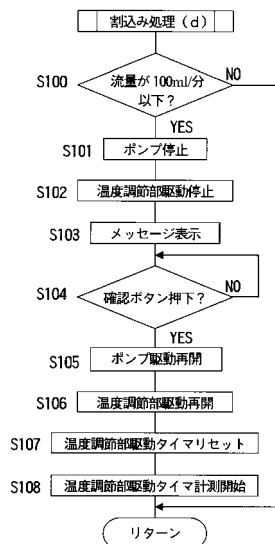 割込み処理（d）
S100
流量が100ml/分
以下？
NO
YES
S101
ポンプ停止
S102
温度調節部駆動停止
S103
メッセージ表示
S104
確認ボタン押下？
NO
YES
S105
ポンプ駆動再開
S106
温度調節部駆動再開
S107
温度調節部駆動タイマリセット
S108
温度調節部駆動タイマ計測開始
リターン